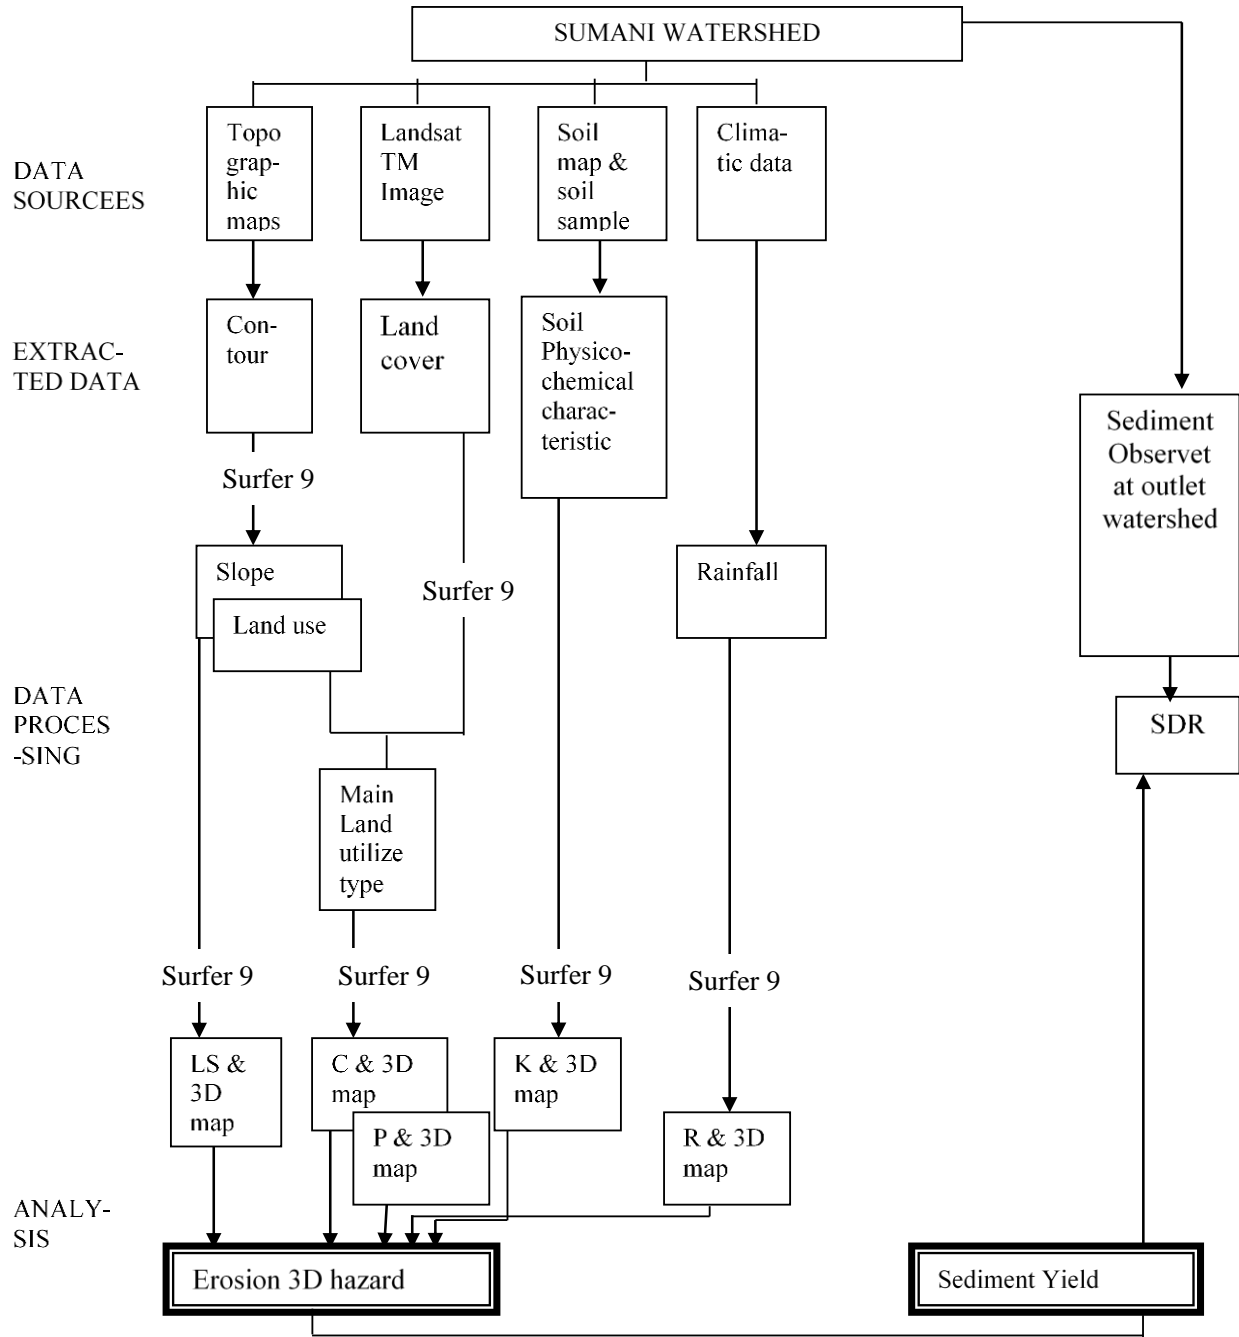 SUMANI WATERSHED
DATA
SOURCEES
Topo
grap-
hic
maps
Landsat
TM
Image
Soil
map &
soil
sample
Clima-
tic data
EXTRAC-
TED DATA
Con-
tour
Land
cover
Soil
Physico-
chemical
charac-
teristic
Sediment
Observet
at outlet
watershed
Surfer 9
Surfer 9
Slope
Land use
Rainfall
DATA
PROCES
-SING
SDR
Main
Land
utilize
type
Surfer 9
Surfer 9
Surfer 9
Surfer 9
LS &
3D
map
C & 3D
map
P & 3D
map
K & 3D
map
R & 3D
map
ANALY-
SIS
Erosion 3D hazard
Sediment Yield